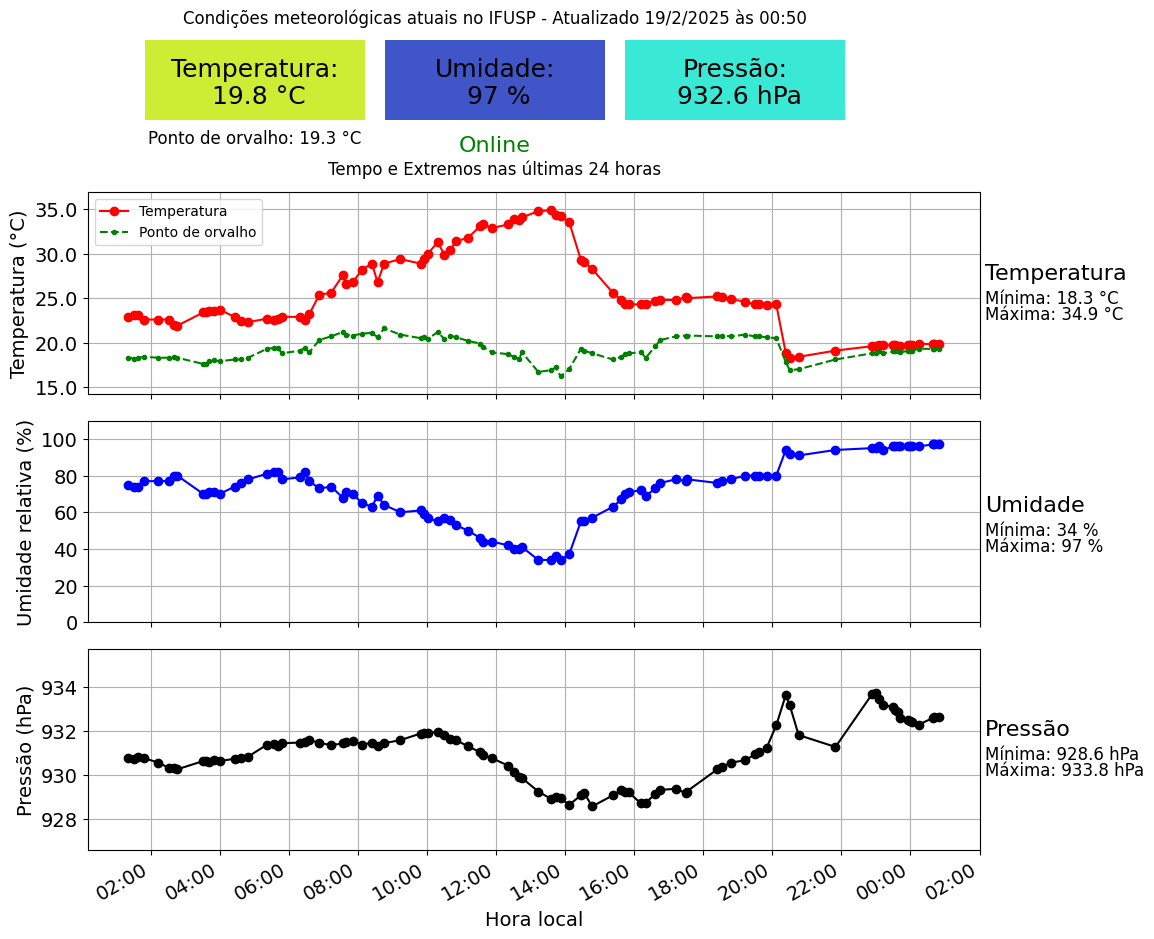 Condições meteorológicas atuais no IFUSP - Atualizado 19/2/2025 às 00:50
Temperatura:
19.8 °C
Umidade:
97 %
Pressão:
932.6 hPa
Ponto de orvalho: 19.3 °C
Online
Tempo e Extremos nas últimas 24 horas
Temperatura (°C)
35.0
30.0
25.0
20.0
15.0
Temperatura
Ponto de orvalho
Temperatura
Mínima: 18.3 °C
Máxima: 34.9 °C
Umidade relativa (%)
100
80
60
40
20
0
Umidade
Mínima: 34 %
Máxima: 97 %
Pressão (hPa)
934
932
930
928
Pressão
Mínima: 928.6 hPa
Máxima: 933.8 hPa
02:00
04:00
06:00
08:00
10:00
12:00
14:00
16:00
18:00
20:00
22:00
00:00
02:00
Hora local